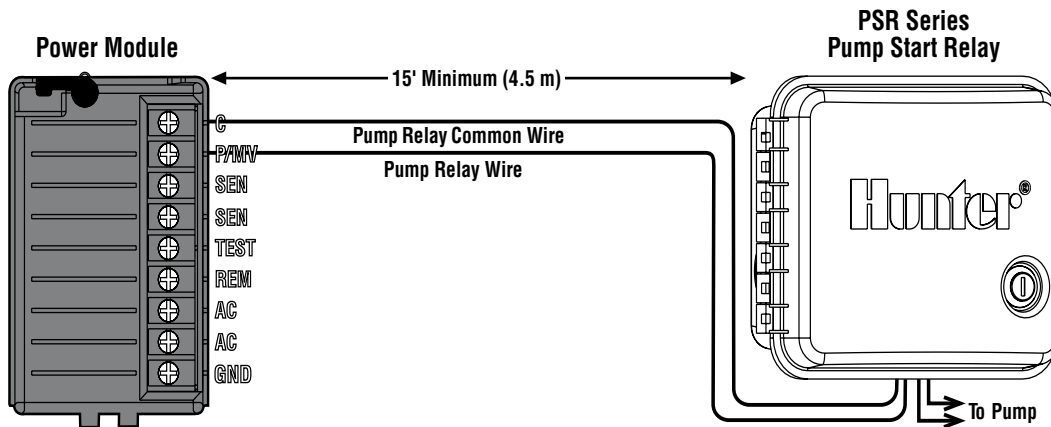 Power Module
PSR Series
Pump Start Relay
15' Minimum (4.5 m)
C
Pump Relay Common Wire
P/MV
Pump Relay Wire
SEN
SEN
TEST
REM
AC
AC
GND
Hunter®
To Pump